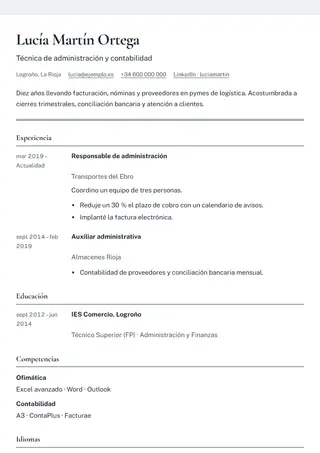 Lucía Martín Ortega
Técnica de administración y contabilidad
Logroño, La Rioja lucia@ejemplo.es +34 600 000 000 LinkedIn · luciamartin
Diez años llevando facturación, nóminas y proveedores en pymes de logística. Acostumbrada a
cierres trimestrales, conciliación bancaria y atención a clientes.
Experiencia
mar 2019 – Actualidad
Responsable de administración
Transportes del Ebro
Coordino un equipo de tres personas.
• Reduje un 30 % el plazo de cobro con un calendario de avisos.
• Implanté la factura electrónica.
sept 2014 – feb 2019
Auxiliar administrativa
Almacenes Rioja
• Contabilidad de proveedores y conciliación bancaria mensual.
Educación
sept 2012 – jun 2014
IES Comercio, Logroño
Técnico Superior (FP) · Administración y Finanzas
Competencias
Ofimática
Excel avanzado · Word · Outlook
Contabilidad
A3 · ContaPlus · Facturae
Idiomas